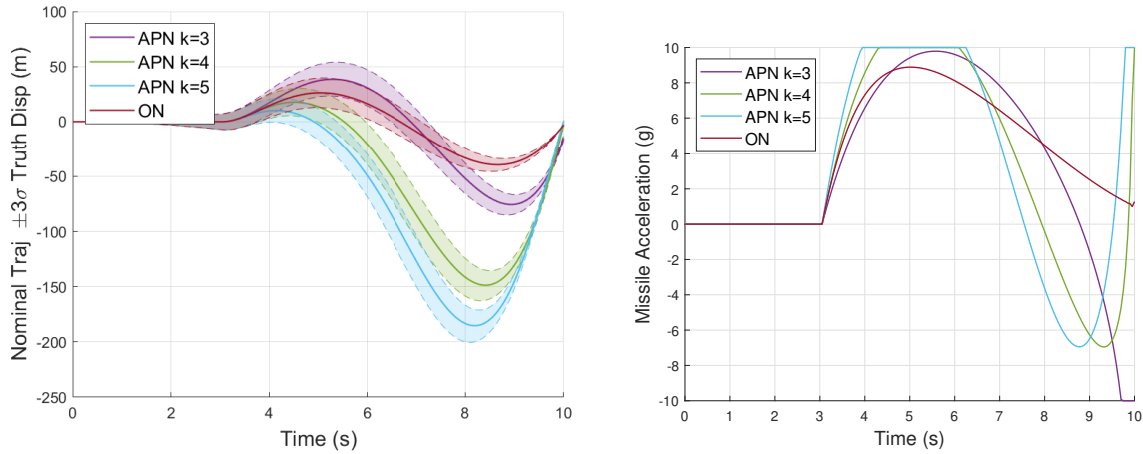 Nominal Traj ±3σ Truth Disp (m)
100
50
0
-50
-100
-150
-200
-250
APN k=3
APN k=4
APN k=5
ON
0 2 4 6 8 10
Time (s)
Missile Acceleration (g)
10
8
6
4
2
0
-2
-4
-6
-8
-10
APN k=3
APN k=4
APN k=5
ON
0 1 2 3 4 5 6 7 8 9 10
Time (s)